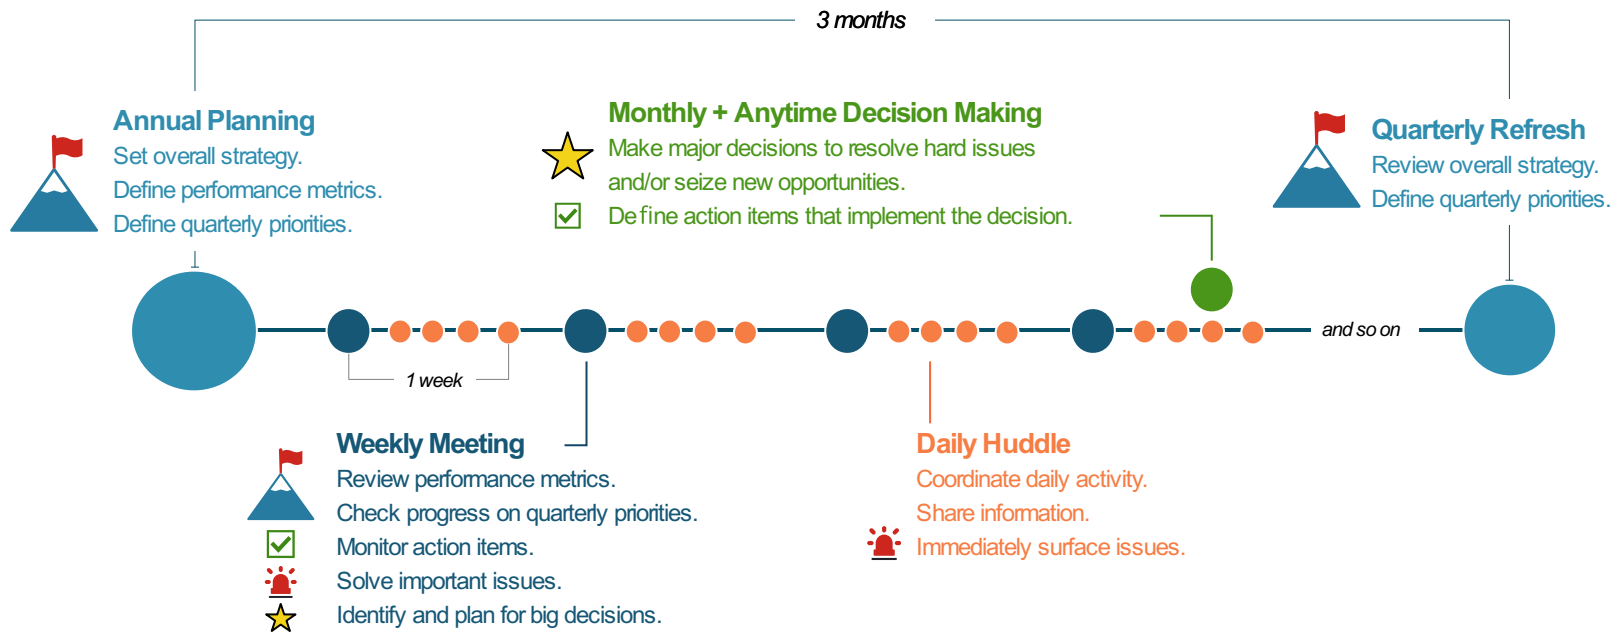 3 months
Annual Planning
Set overall strategy.
Define performance metrics.
Define quarterly priorities.
Monthly + Anytime Decision Making
Make major decisions to resolve hard issues
and/or seize new opportunities.
Define action items that implement the decision.
Quarterly Refresh
Review overall strategy.
Define quarterly priorities.
and so on
1 week
Weekly Meeting
Review performance metrics.
Check progress on quarterly priorities.
Monitor action items.
Solve important issues.
Identify and plan for big decisions.
Daily Huddle
Coordinate daily activity.
Share information.
Immediately surface issues.